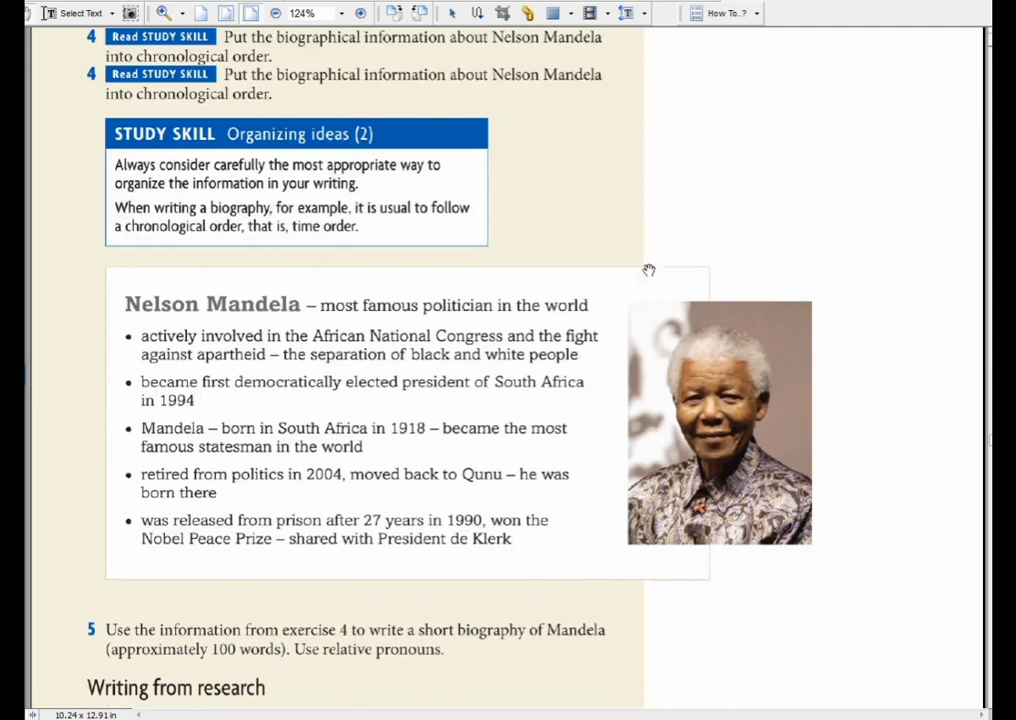 Select Text
124%
How To..?
4 Read STUDY SKILL Put the biographical information about Nelson Mandela
into chronological order.
4 Read STUDY SKILL Put the biographical information about Nelson Mandela
into chronological order.
STUDY SKILL Organizing ideas (2)
Always consider carefully the most appropriate way to
organize the information in your writing.
When writing a biography, for example, it is usual to follow
a chronological order, that is, time order.
Nelson Mandela – most famous politician in the world
• actively involved in the African National Congress and the fight
against apartheid – the separation of black and white people
• became first democratically elected president of South Africa
in 1994
• Mandela – born in South Africa in 1918 – became the most
famous statesman in the world
• retired from politics in 2004, moved back to Qunu – he was
born there
• was released from prison after 27 years in 1990, won the
Nobel Peace Prize – shared with President de Klerk
5 Use the information from exercise 4 to write a short biography of Mandela
(approximately 100 words). Use relative pronouns.
Writing from research
10.24 x 12.91 in